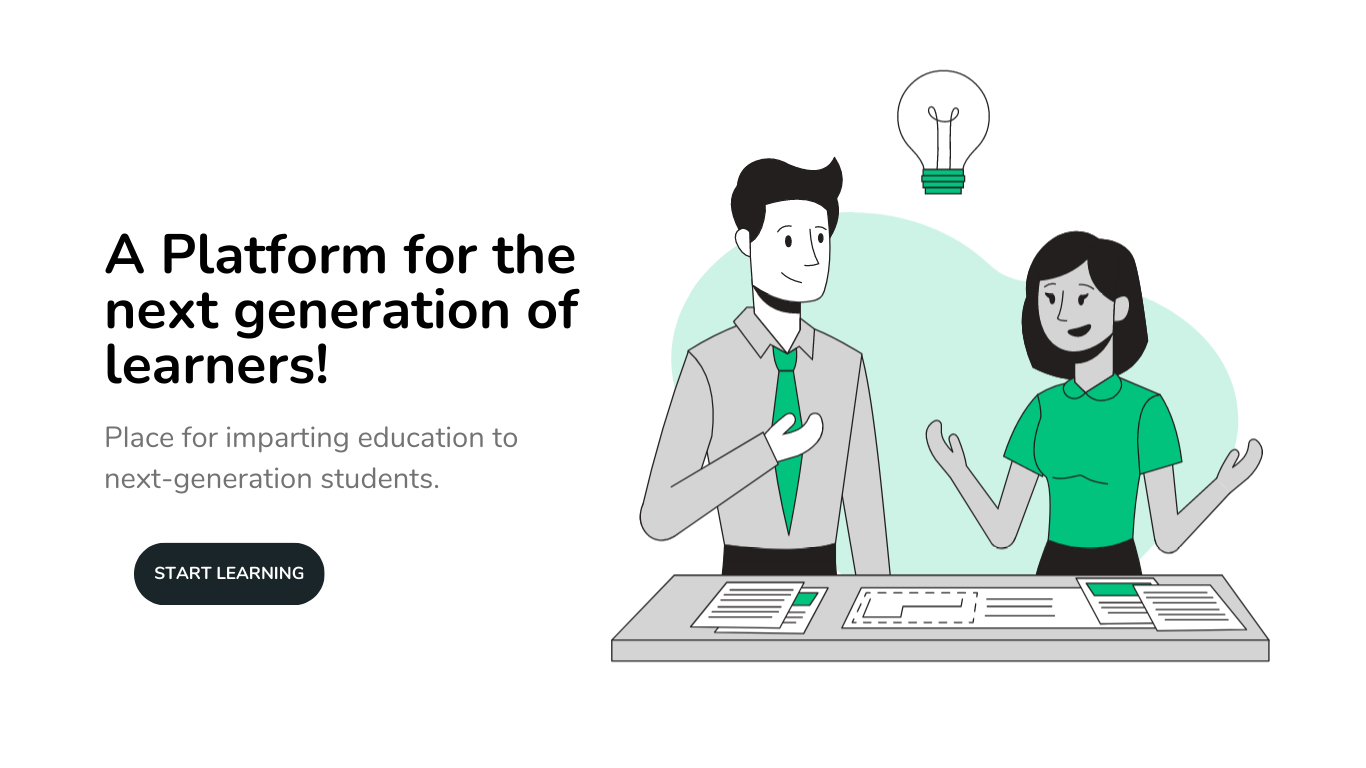 A Platform for the
next generation of
learners!
Place for imparting education to
next-generation students.
START LEARNING